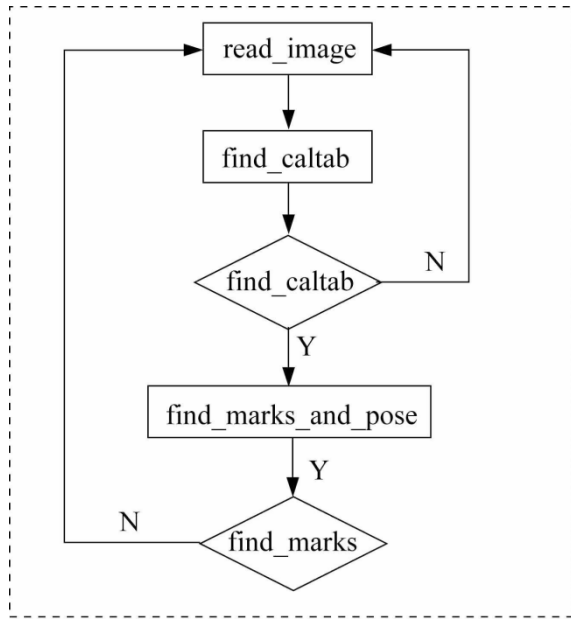 read_image
find_caltab
find_caltab
N
Y
find_marks_and_pose
Y
N
find_marks